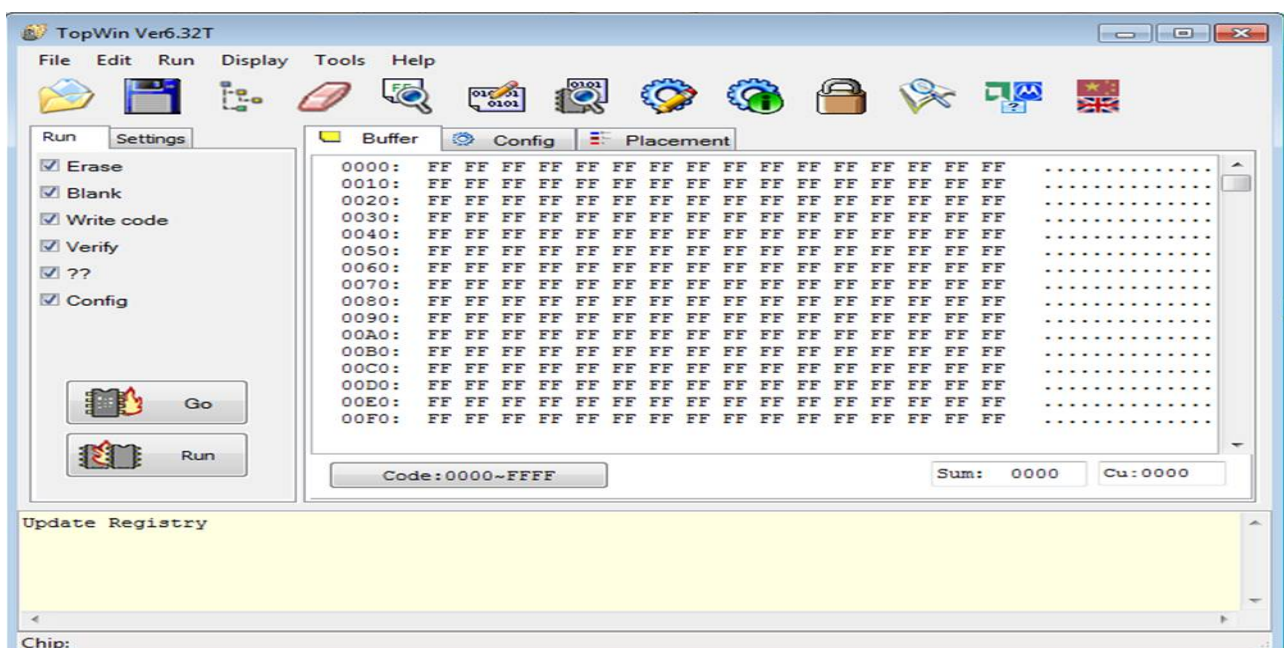 TopWin Ver6.32T
File Edit Run Display Tools Help
Run Settings
Buffer Config Placement
Erase
Blank
Write code
Verify
??
Config
Go
Run
0000: FF FF FF FF FF FF FF FF FF FF FF FF FF FF FF FF ................
0010: FF FF FF FF FF FF FF FF FF FF FF FF FF FF FF FF ................
0020: FF FF FF FF FF FF FF FF FF FF FF FF FF FF FF FF ................
0030: FF FF FF FF FF FF FF FF FF FF FF FF FF FF FF FF ................
0040: FF FF FF FF FF FF FF FF FF FF FF FF FF FF FF FF ................
0050: FF FF FF FF FF FF FF FF FF FF FF FF FF FF FF FF ................
0060: FF FF FF FF FF FF FF FF FF FF FF FF FF FF FF FF ................
0070: FF FF FF FF FF FF FF FF FF FF FF FF FF FF FF FF ................
0080: FF FF FF FF FF FF FF FF FF FF FF FF FF FF FF FF ................
0090: FF FF FF FF FF FF FF FF FF FF FF FF FF FF FF FF ................
00A0: FF FF FF FF FF FF FF FF FF FF FF FF FF FF FF FF ................
00B0: FF FF FF FF FF FF FF FF FF FF FF FF FF FF FF FF ................
00C0: FF FF FF FF FF FF FF FF FF FF FF FF FF FF FF FF ................
00D0: FF FF FF FF FF FF FF FF FF FF FF FF FF FF FF FF ................
00E0: FF FF FF FF FF FF FF FF FF FF FF FF FF FF FF FF ................
00F0: FF FF FF FF FF FF FF FF FF FF FF FF FF FF FF FF ................
Code:0000~FFFF
Sum: 0000
Cu:0000
Update Registry
Chip: